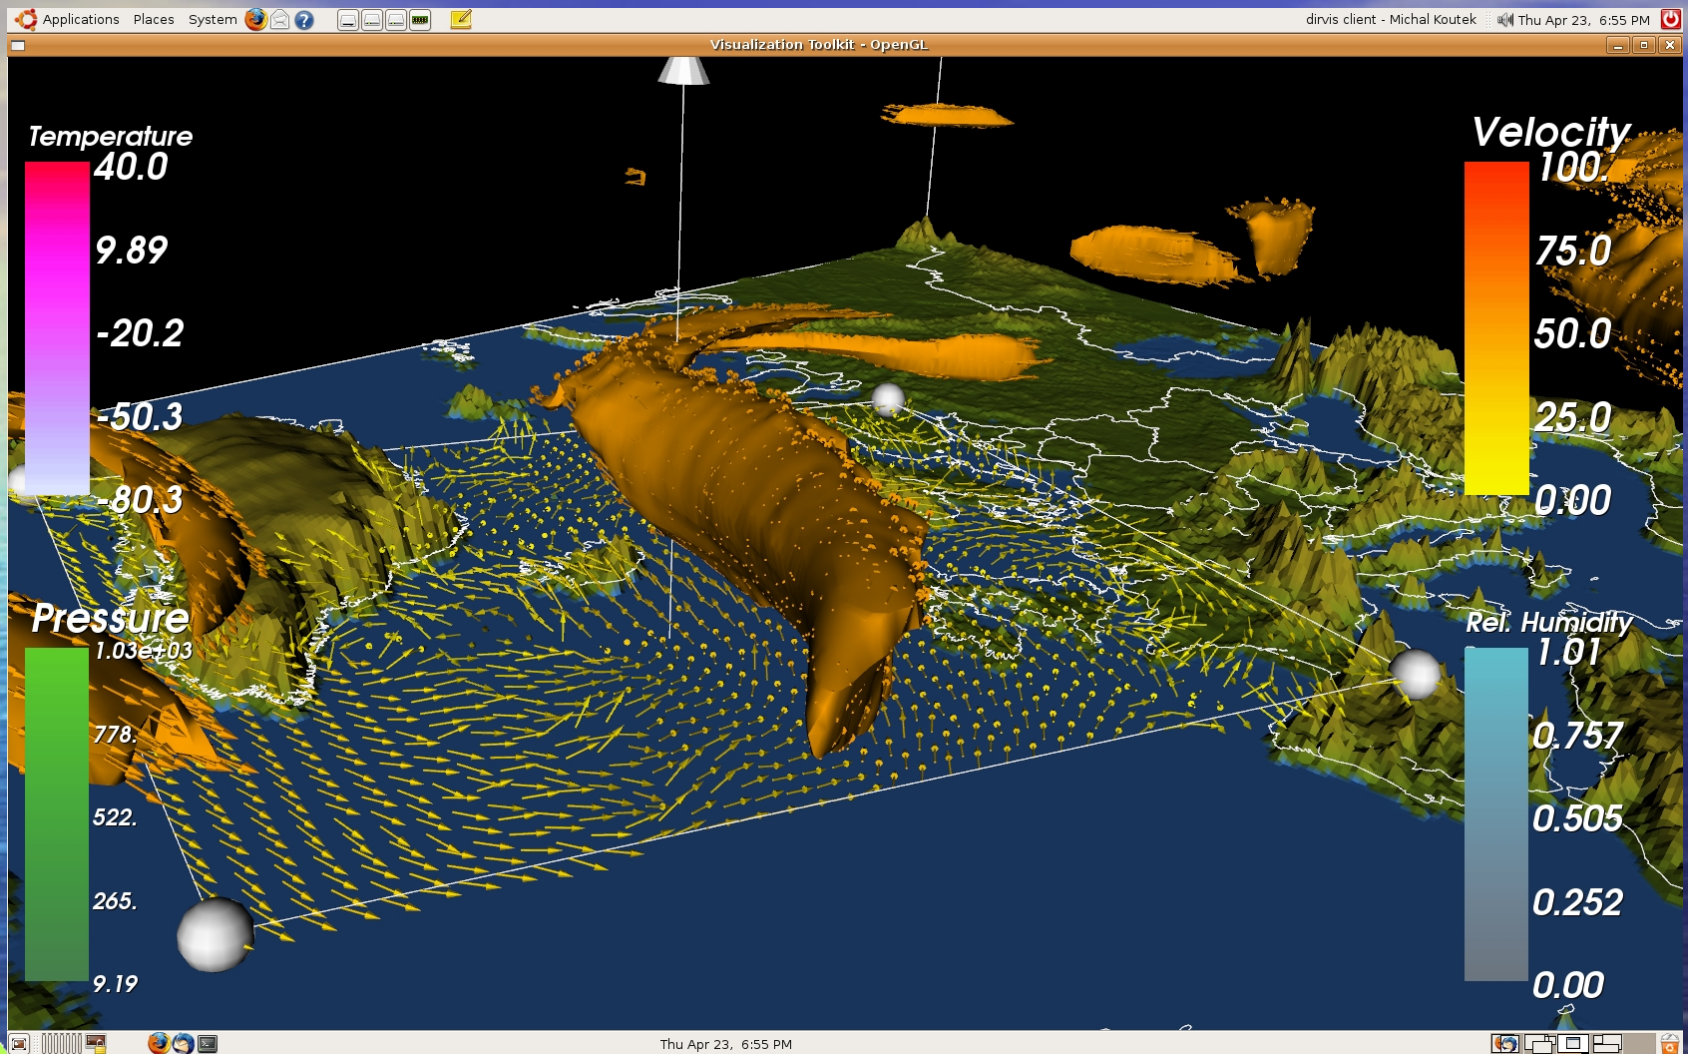 Applications Places System
dirvis client - Michal Koutek
Thu Apr 23, 6:55 PM
Visualization Toolkit - OpenGL
Temperature
40.0
9.89
-20.2
-50.3
-80.3
Velocity
100.
75.0
50.0
25.0
0.00
Pressure
1.03e+03
778.
522.
265.
9.19
Rel. Humidity
1.01
0.757
0.505
0.252
0.00
Thu Apr 23, 6:55 PM